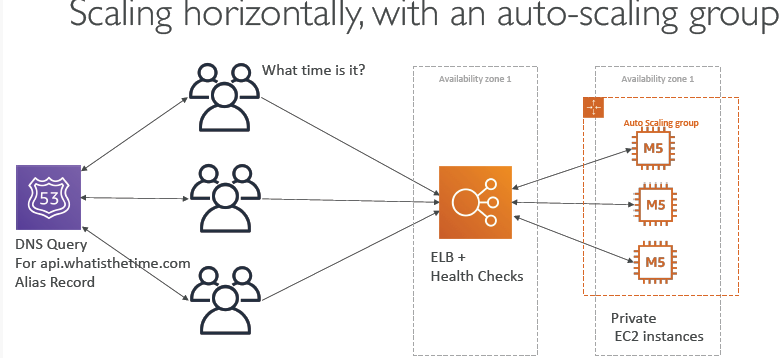 Scaling horizontally, with an auto-scaling group
What time is it?
Availability zone 1
Availability zone 1
Auto Scaling group
M5
M5
M5
53
DNS Query
For api.whatisthetime.com
Alias Record
ELB +
Health Checks
Private
EC2 instances